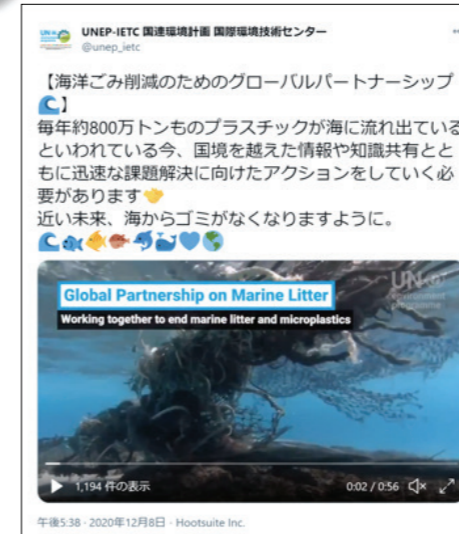 UNEP-IETC 国連環境計画 国際環境技術センター
@unep_ietc
【海洋ごみ削減のためのグローバルパートナーシップ
🌊】
毎年約800万トンものプラスチックが海に流れ出ている
といわれている今、国境を越えた情報や知識共有とと
もに迅速な課題解決に向けたアクションをしていく必
要があります🤝
近い未来、海からゴミがなくなりますように。
🌊🐟🐠🐡🐬🐳💙🌎
UN
Global Partnership on Marine Litter
Working together to end marine litter and microplastics
1,194 件の表示
0:02 / 0:56
午後5:38 · 2020年12月8日 · Hootsuite Inc.